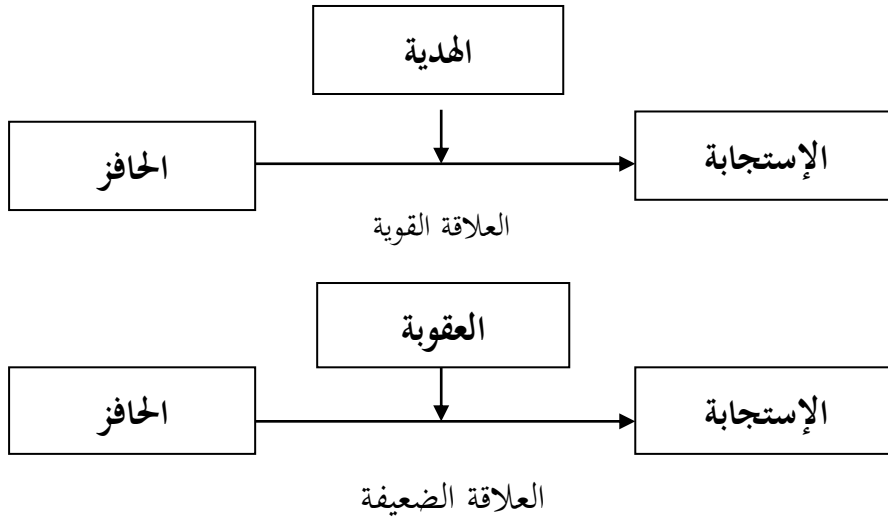 الهدية
الإستجابة
الحافز
العلاقة القوية
العقوبة
الإستجابة
الحافز
العلاقة الضعيفة